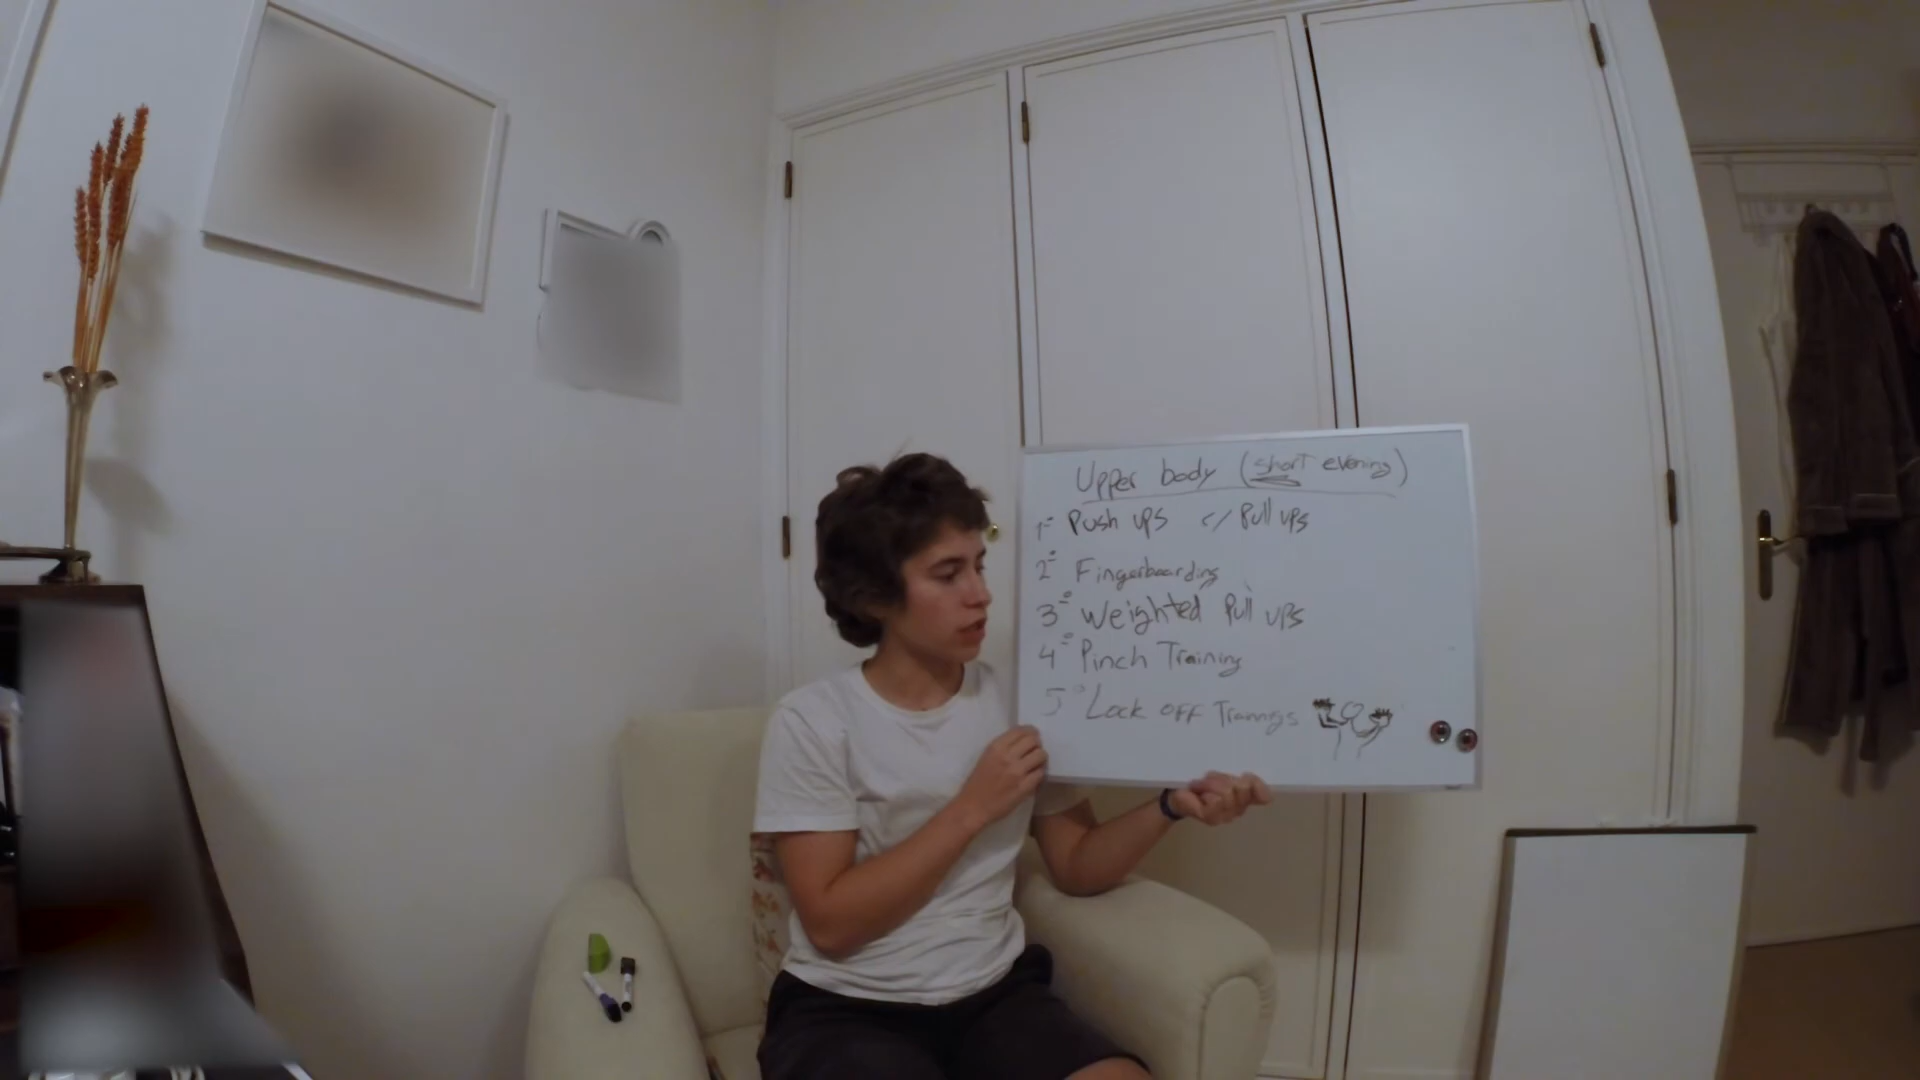 Upper body (short evening)
1º Push ups c/ Pull ups
2º Fingerboarding
3º Weighted Pull ups
4º Pinch Training
5º Lock off Trainings